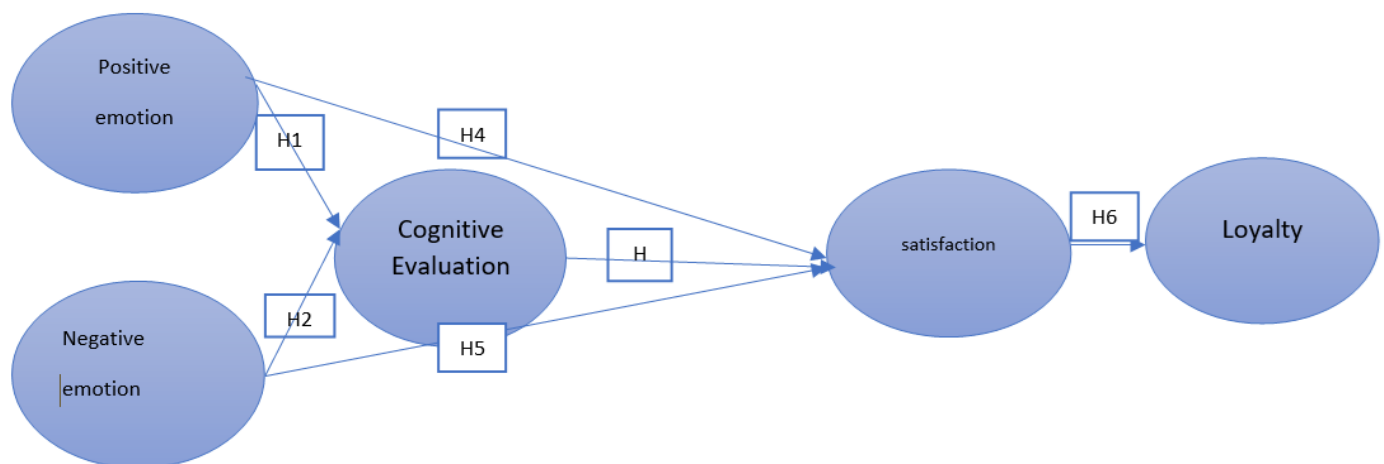 Positive
emotion
H1
H4
Cognitive
Evaluation
H
satisfaction
H6
Loyalty
H2
Negative
emotion
H5